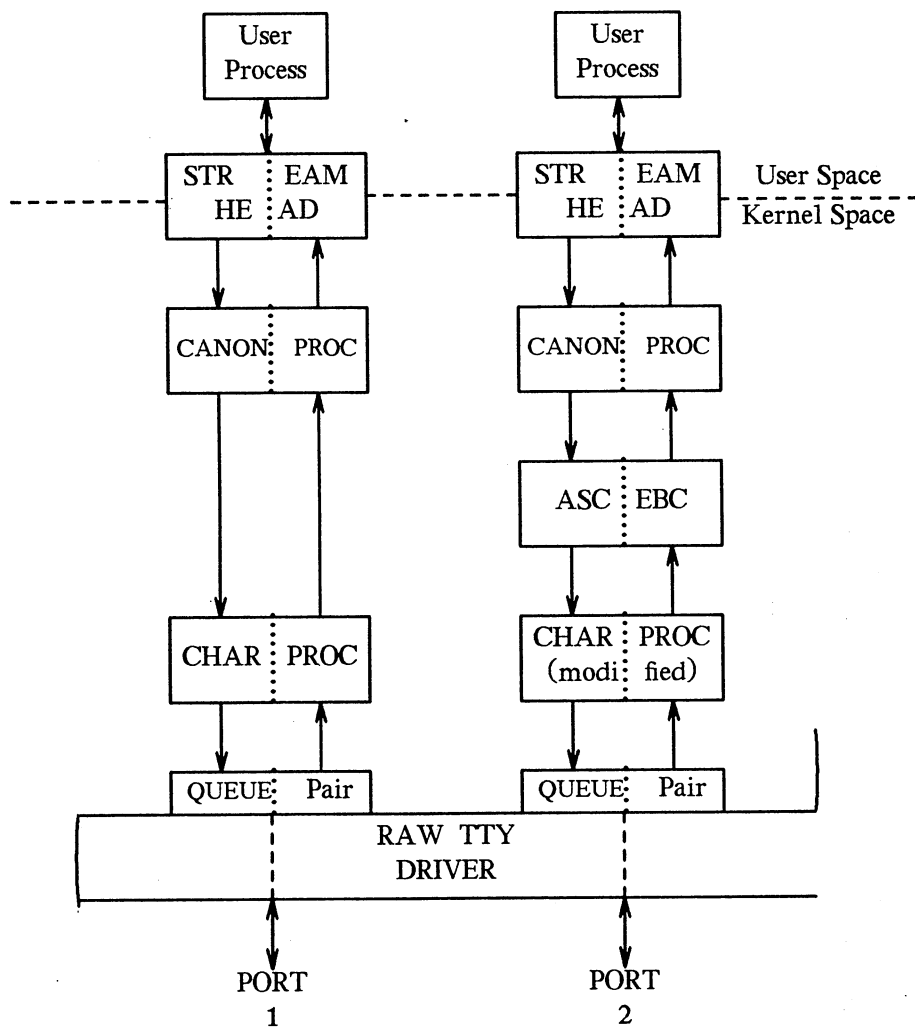 User
Process
User
Process
STR EAM
HE AD
STR EAM
HE AD
User Space
Kernel Space
CANON PROC
CANON PROC
ASC EBC
CHAR PROC
CHAR PROC
(modi fied)
QUEUE Pair
QUEUE Pair
RAW TTY
DRIVER
PORT
1
PORT
2